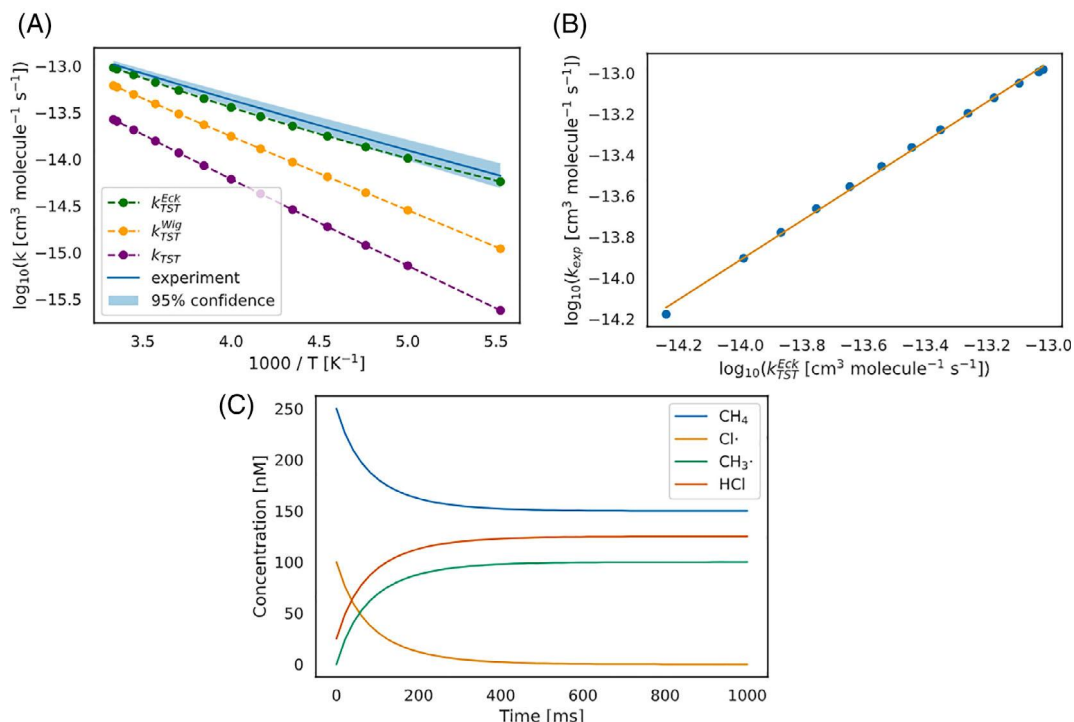 (A)
log₁₀(k [cm³ molecule⁻¹ s⁻¹])
−13.0
−13.5
−14.0
−14.5
−15.0
−15.5
k_TST^Eck
k_TST^Wig
k_TST
experiment
95% confidence
3.5 4.0 4.5 5.0 5.5
1000 / T [K⁻¹]
(B)
log₁₀(k_exp [cm³ molecule⁻¹ s⁻¹])
−13.0
−13.2
−13.4
−13.6
−13.8
−14.0
−14.2
−14.2 −14.0 −13.8 −13.6 −13.4 −13.2 −13.0
log₁₀(k_TST^Eck [cm³ molecule⁻¹ s⁻¹])
(C)
Concentration [nM]
250
200
150
100
50
0
CH₄
Cl·
CH₃·
HCl
0 200 400 600 800 1000
Time [ms]